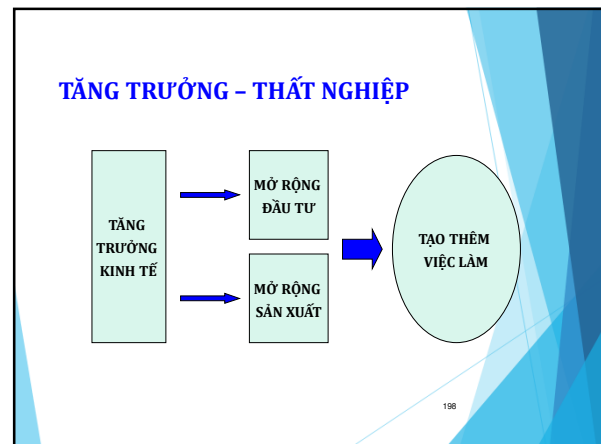 TĂNG TRƯỞNG – THẤT NGHIỆP
TĂNG
TRƯỞNG
KINH TẾ
MỞ RỘNG
ĐẦU TƯ
MỞ RỘNG
SẢN XUẤT
TẠO THÊM
VIỆC LÀM
198